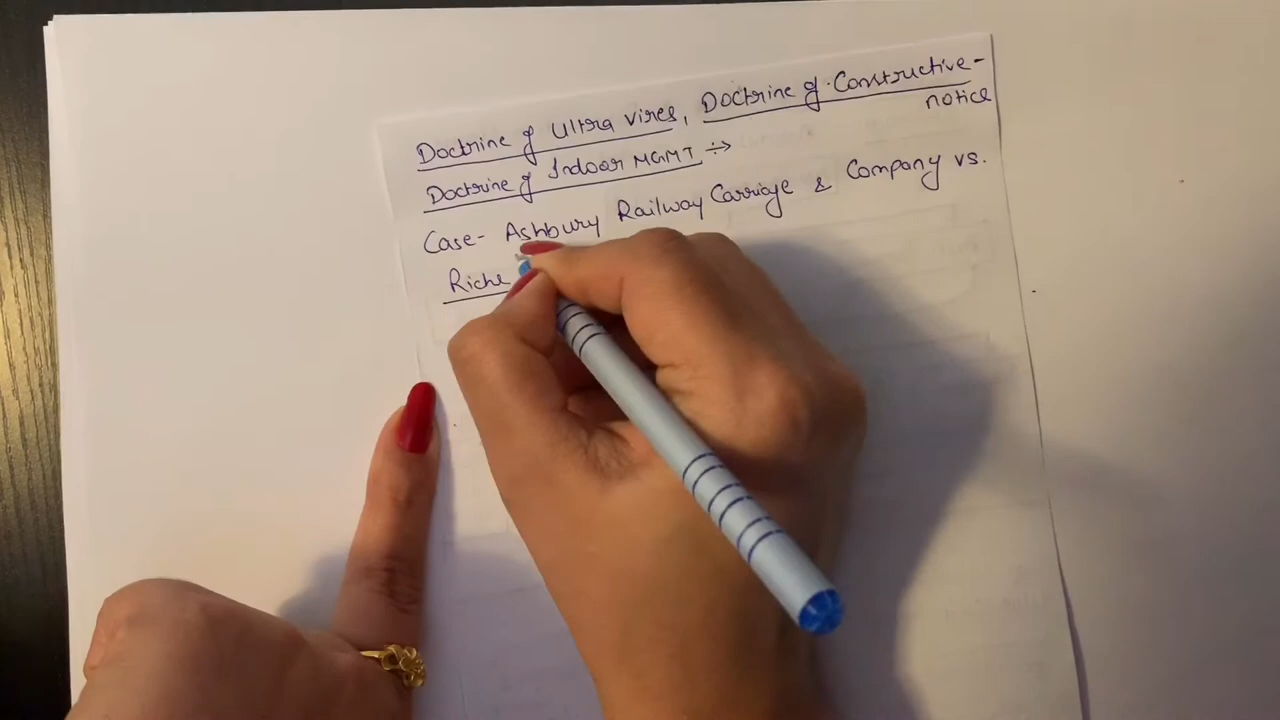 Doctrine of Ultra Vires, Doctrine of Constructive-
notice
Doctrine of Indoor MGMT ÷>
Case- Ashbury Railway Carriage & Company vs.
Riche